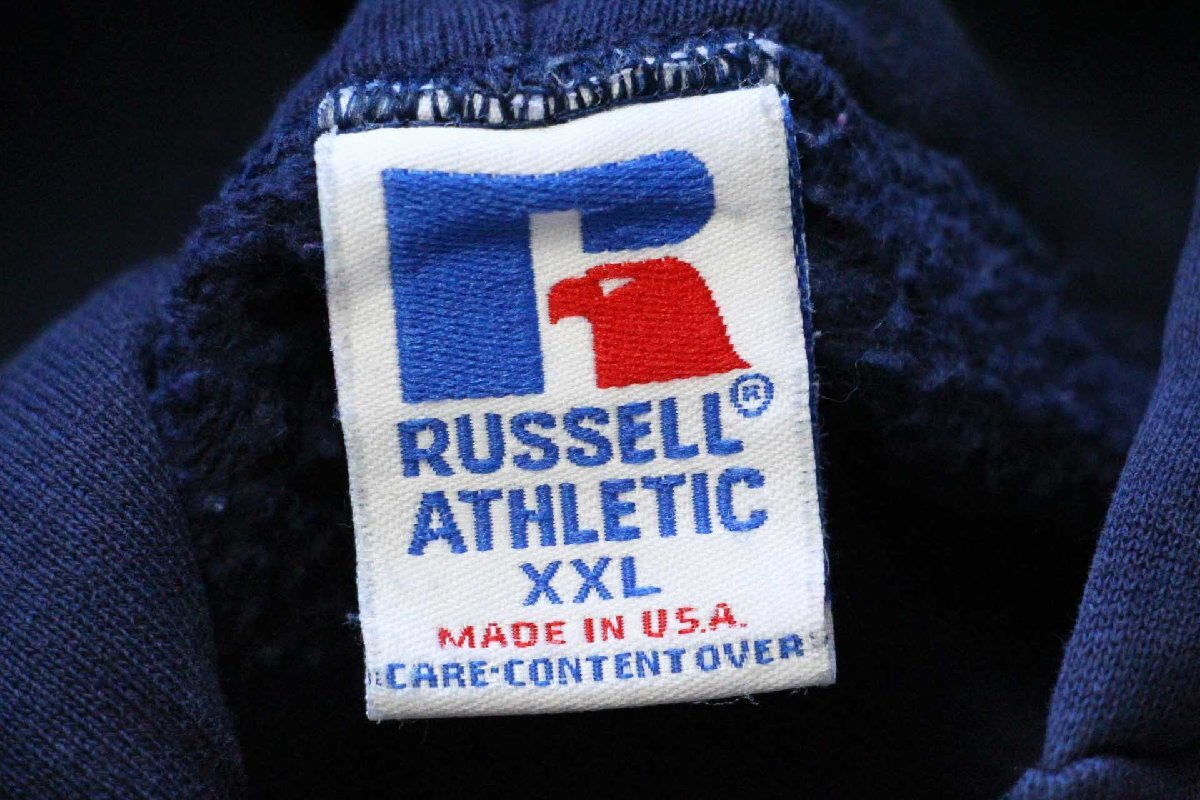 RUSSELL®
ATHLETIC
XXL
MADE IN U.S.A.
CARE-CONTENT OVER